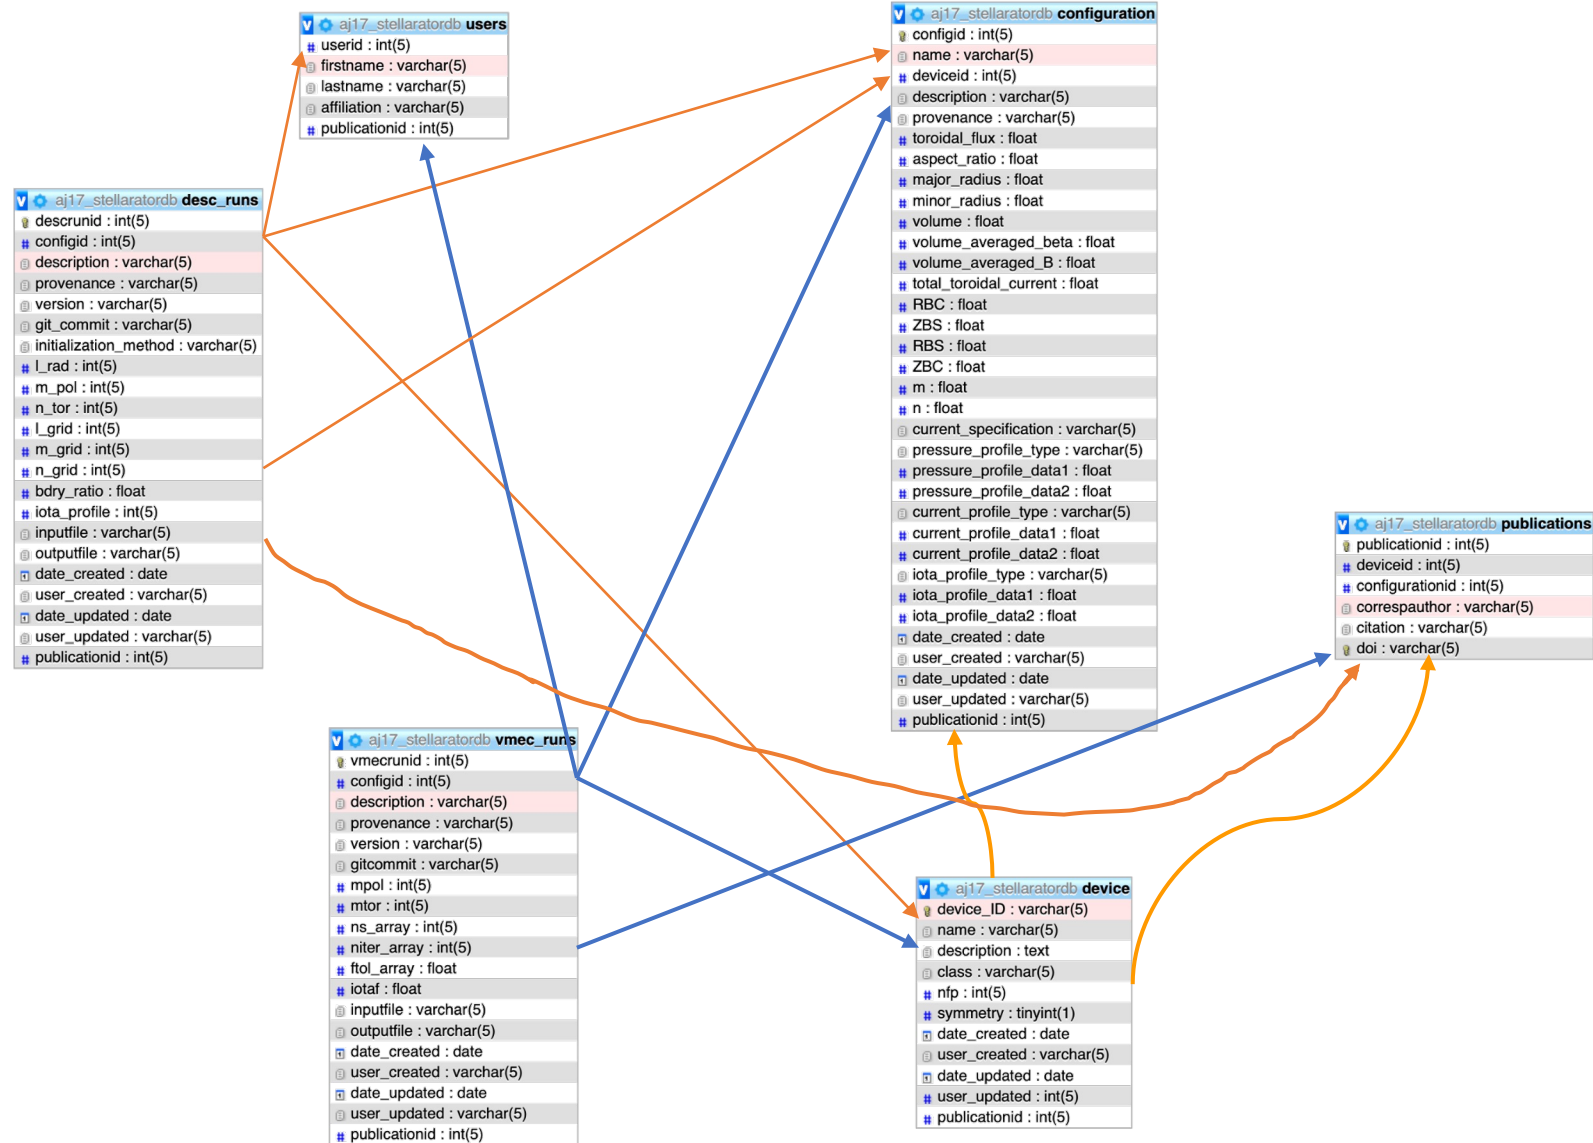 aj17_stellaratordb users
userid : int(5)
firstname : varchar(5)
lastname : varchar(5)
affiliation : varchar(5)
publicationid : int(5)
aj17_stellaratordb configuration
configid : int(5)
name : varchar(5)
deviceid : int(5)
description : varchar(5)
provenance : varchar(5)
toroidal_flux : float
aspect_ratio : float
major_radius : float
minor_radius : float
volume : float
volume_averaged_beta : float
volume_averaged_B : float
total_toroidal_current : float
RBC : float
ZBS : float
RBS : float
ZBC : float
m : float
n : float
current_specification : varchar(5)
pressure_profile_type : varchar(5)
pressure_profile_data1 : float
pressure_profile_data2 : float
current_profile_type : varchar(5)
current_profile_data1 : float
current_profile_data2 : float
iota_profile_type : varchar(5)
iota_profile_data1 : float
iota_profile_data2 : float
date_created : date
user_created : varchar(5)
date_updated : date
user_updated : varchar(5)
publicationid : int(5)
aj17_stellaratordb desc_runs
descrunid : int(5)
configid : int(5)
description : varchar(5)
provenance : varchar(5)
version : varchar(5)
git_commit : varchar(5)
initialization_method : varchar(5)
l_rad : int(5)
m_pol : int(5)
n_tor : int(5)
l_grid : int(5)
m_grid : int(5)
n_grid : int(5)
bdry_ratio : float
iota_profile : int(5)
inputfile : varchar(5)
outputfile : varchar(5)
date_created : date
user_created : varchar(5)
date_updated : date
user_updated : varchar(5)
publicationid : int(5)
aj17_stellaratordb publications
publicationid : int(5)
deviceid : int(5)
configurationid : int(5)
correspauthor : varchar(5)
citation : varchar(5)
doi : varchar(5)
aj17_stellaratordb vmec_runs
vmecrunid : int(5)
configid : int(5)
description : varchar(5)
provenance : varchar(5)
version : varchar(5)
gitcommit : varchar(5)
mpol : int(5)
mtor : int(5)
ns_array : int(5)
niter_array : int(5)
ftol_array : float
iotaf : float
inputfile : varchar(5)
outputfile : varchar(5)
date_created : date
user_created : varchar(5)
date_updated : date
user_updated : varchar(5)
publicationid : int(5)
aj17_stellaratordb device
device_ID : varchar(5)
name : varchar(5)
description : text
class : varchar(5)
nfp : int(5)
symmetry : tinyint(1)
date_created : date
user_created : varchar(5)
date_updated : date
user_updated : int(5)
publicationid : int(5)